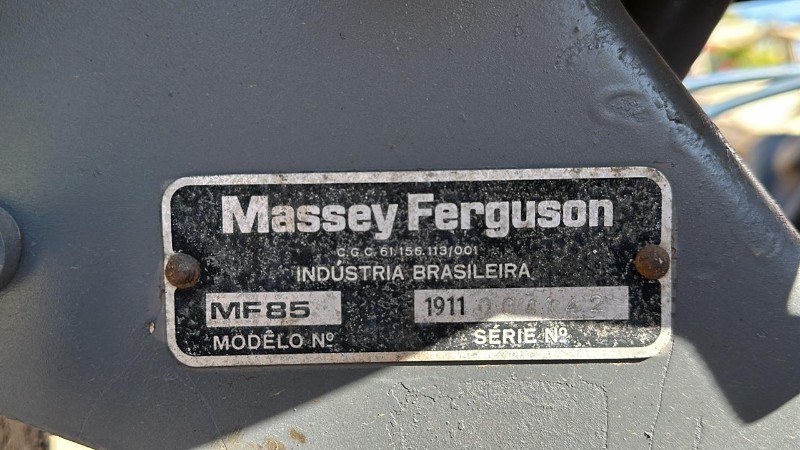 Massey Ferguson
C.G.C. 61.156.113/001
INDÚSTRIA BRASILEIRA
MF85 1911
MODÊLO Nº SÉRIE Nº